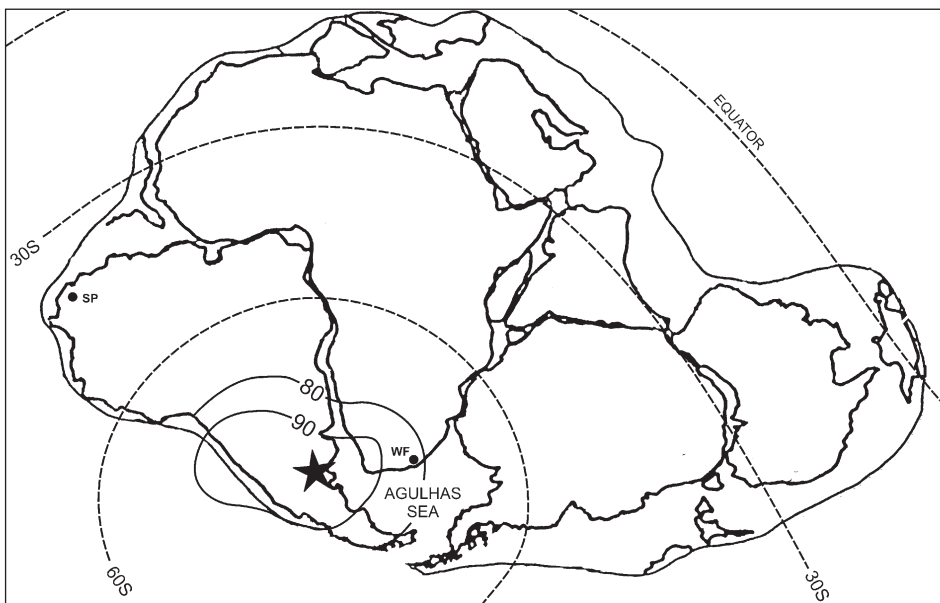 EQUATOR
30S
SP
80
90
WF
AGULHAS
SEA
60S
30S